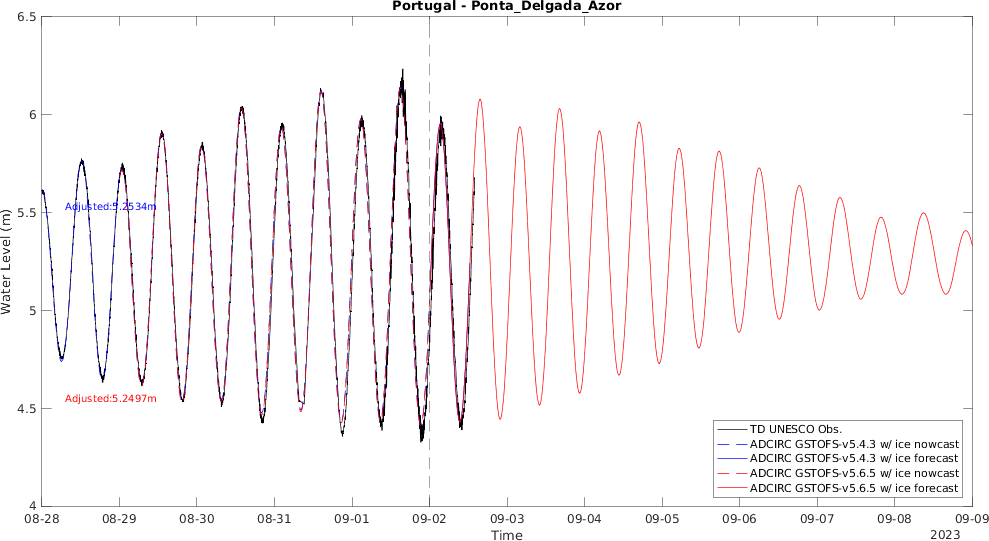 Portugal - Ponta_Delgada_Azor
6.5
6
5.5
5
4.5
4
Water Level (m)
Adjusted:5.2534m
Adjusted:5.2497m
TD UNESCO Obs.
ADCIRC GSTOFS-v5.4.3 w/ ice nowcast
ADCIRC GSTOFS-v5.4.3 w/ ice forecast
ADCIRC GSTOFS-v5.6.5 w/ ice nowcast
ADCIRC GSTOFS-v5.6.5 w/ ice forecast
08-28 08-29 08-30 08-31 09-01 09-02 09-03 09-04 09-05 09-06 09-07 09-08 09-09
Time
2023